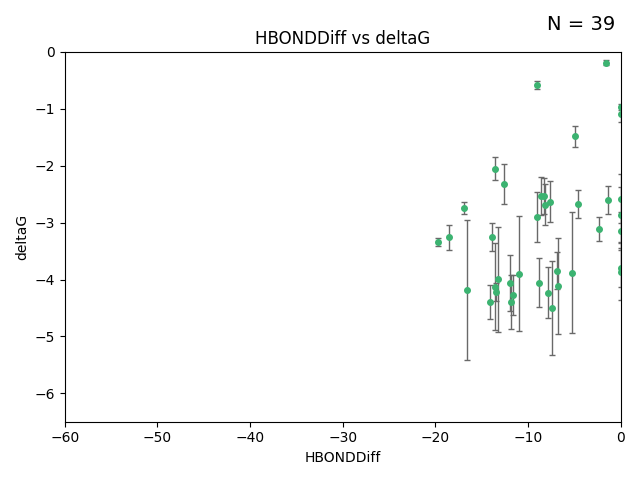 N = 39
HBONDDiff vs deltaG
0
−1
−2
−3
−4
−5
−6
deltaG
−60 −50 −40 −30 −20 −10 0
HBONDDiff